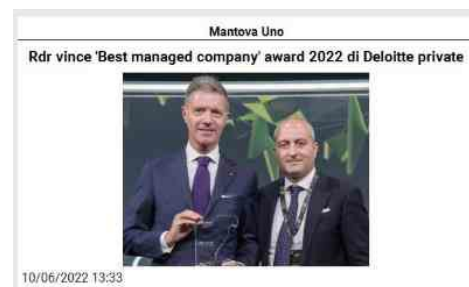 Mantova Uno
Rdr vince 'Best managed company' award 2022 di Deloitte private
10/06/2022 13:33